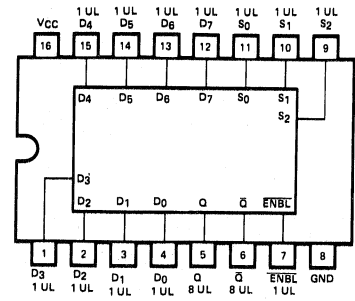 1 UL 1 UL 1 UL 1 UL 1 UL 1 UL 1 UL
VCC D4 D5 D6 D7 S0 S1 S2
16 15 14 13 12 11 10 9
D4 D5 D6 D7 S0 S1
S2
D3
D2 D1 D0 Q Q̅ E̅N̅B̅L̅
1 2 3 4 5 6 7 8
D3 D2 D1 D0 Q Q̅ E̅N̅B̅L̅ GND
1 UL 1 UL 1 UL 1 UL 8 UL 8 UL 1 UL